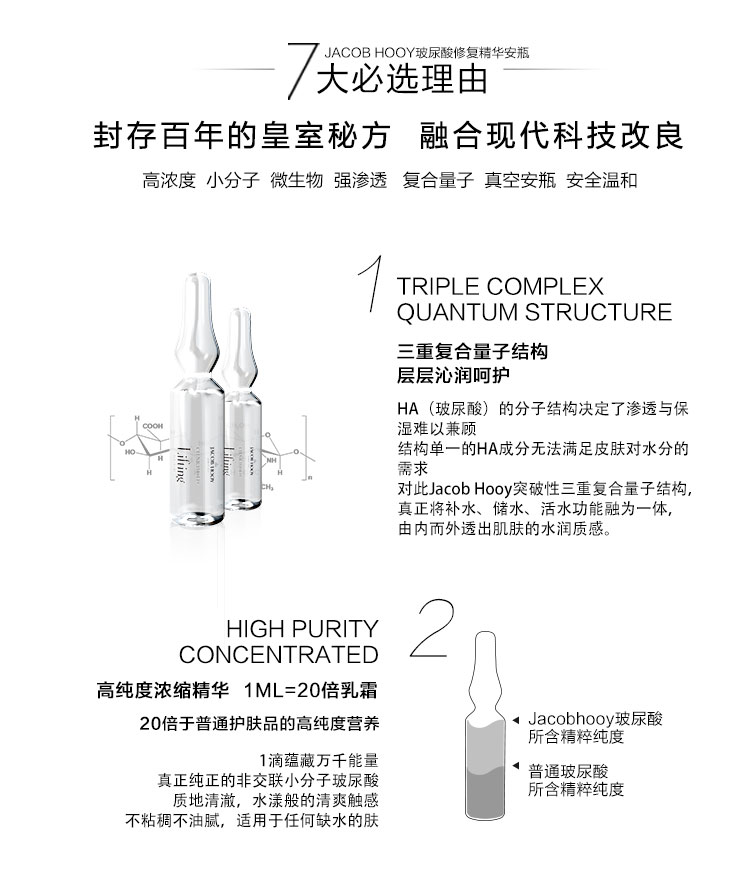 JACOB HOOY玻尿酸修复精华安瓶
7大必选理由
封存百年的皇室秘方 融合现代科技改良
高浓度 小分子 微生物 强渗透 复合量子 真空安瓶 安全温和
1
TRIPLE COMPLEX
QUANTUM STRUCTURE
三重复合量子结构
层层沁润呵护
HA（玻尿酸）的分子结构决定了渗透与保
湿难以兼顾
结构单一的HA成分无法满足皮肤对水分的
需求
对此Jacob Hooy突破性三重复合量子结构,
真正将补水、储水、活水功能融为一体,
由内而外透出肌肤的水润质感。
H
COOH
HO
H
H
O
H
NH
H
n
CH₃
JACOB HOOY
Lifting
2
HIGH PURITY
CONCENTRATED
高纯度浓缩精华 1ML=20倍乳霜
20倍于普通护肤品的高纯度营养
1滴蕴藏万千能量
真正纯正的非交联小分子玻尿酸
质地清澈，水漾般的清爽触感
不粘稠不油腻，适用于任何缺水的肤
Jacobhooy玻尿酸
所含精粹纯度
普通玻尿酸
所含精粹纯度